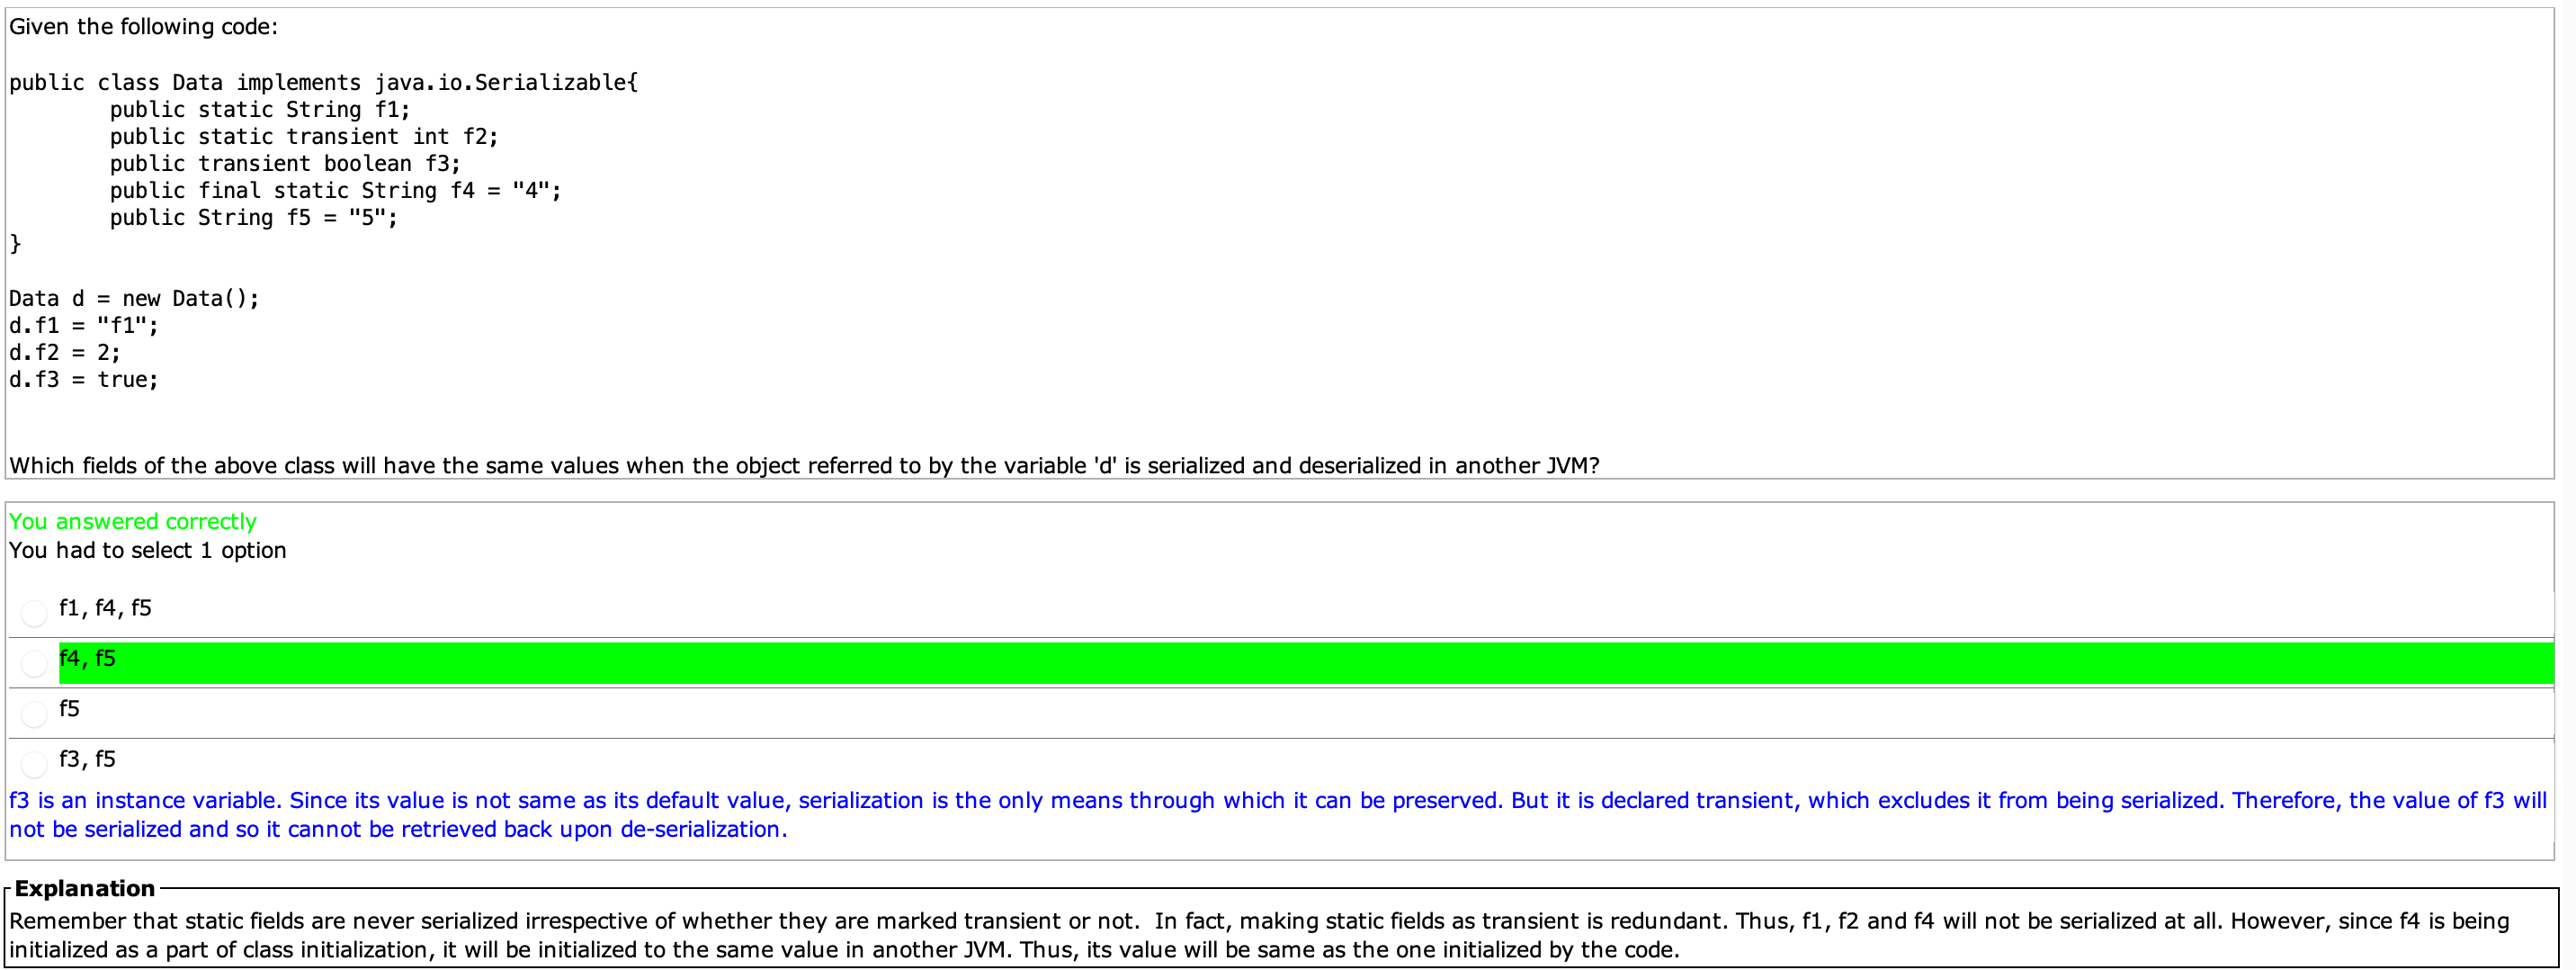 Given the following code:
public class Data implements java.io.Serializable{
public static String f1;
public static transient int f2;
public transient boolean f3;
public final static String f4 = "4";
public String f5 = "5";
}
Data d = new Data();
d.f1 = "f1";
d.f2 = 2;
d.f3 = true;
Which fields of the above class will have the same values when the object referred to by the variable 'd' is serialized and deserialized in another JVM?
You answered correctly
You had to select 1 option
f1, f4, f5
f4, f5
f5
f3, f5
f3 is an instance variable. Since its value is not same as its default value, serialization is the only means through which it can be preserved. But it is declared transient, which excludes it from being serialized. Therefore, the value of f3 will
not be serialized and so it cannot be retrieved back upon de-serialization.
Explanation
Remember that static fields are never serialized irrespective of whether they are marked transient or not.  In fact, making static fields as transient is redundant. Thus, f1, f2 and f4 will not be serialized at all. However, since f4 is being
initialized as a part of class initialization, it will be initialized to the same value in another JVM. Thus, its value will be same as the one initialized by the code.